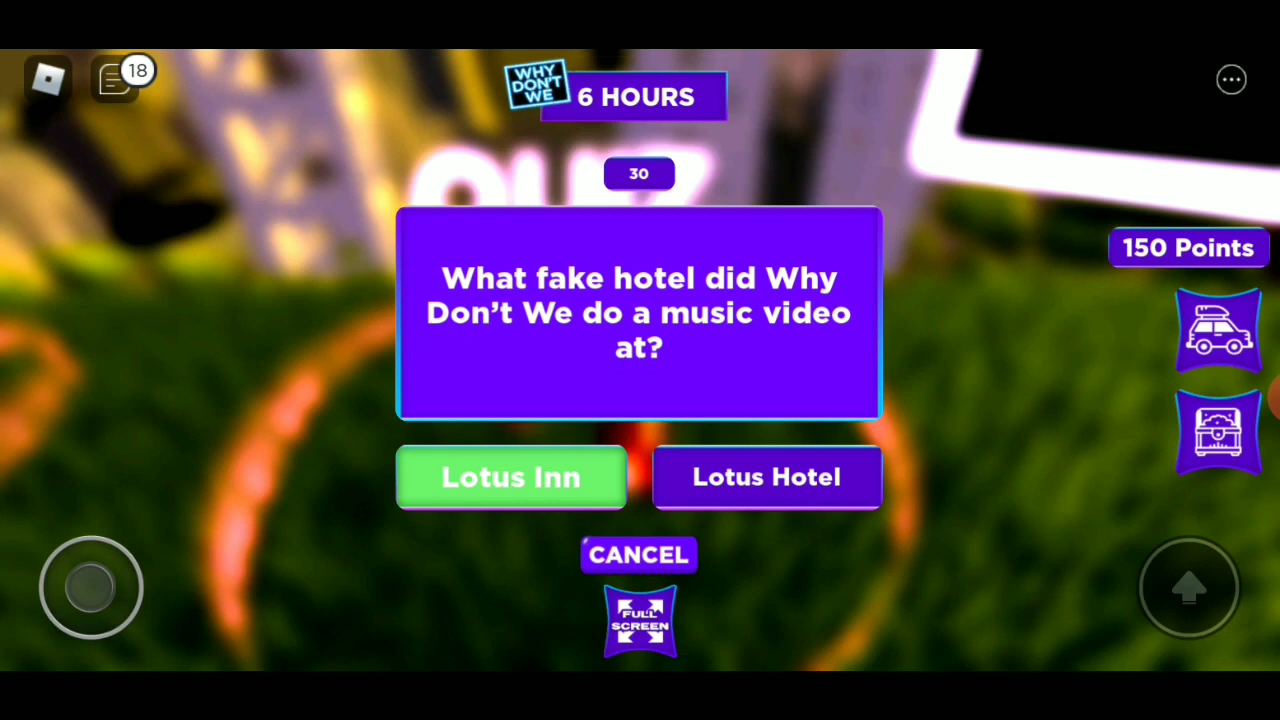 18
WHY
DON'T
WE
6 HOURS
QUIZ
30
150 Points
What fake hotel did Why
Don’t We do a music video
at?
Lotus Inn
Lotus Hotel
CANCEL
FULL
SCREEN